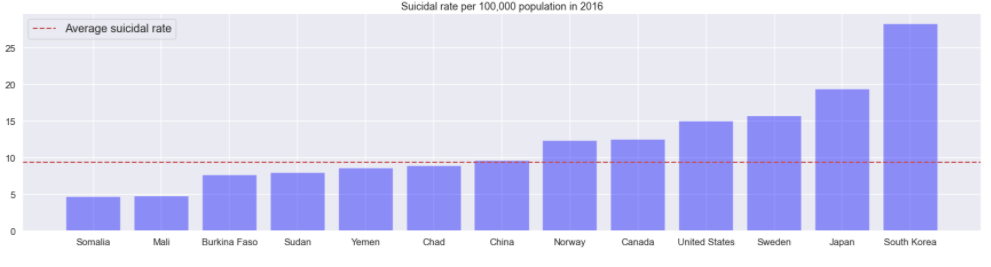 Suicidal rate per 100,000 population in 2016
Average suicidal rate
25
20
15
10
5
0
Somalia Mali Burkina Faso Sudan Yemen Chad China Norway Canada United States Sweden Japan South Korea